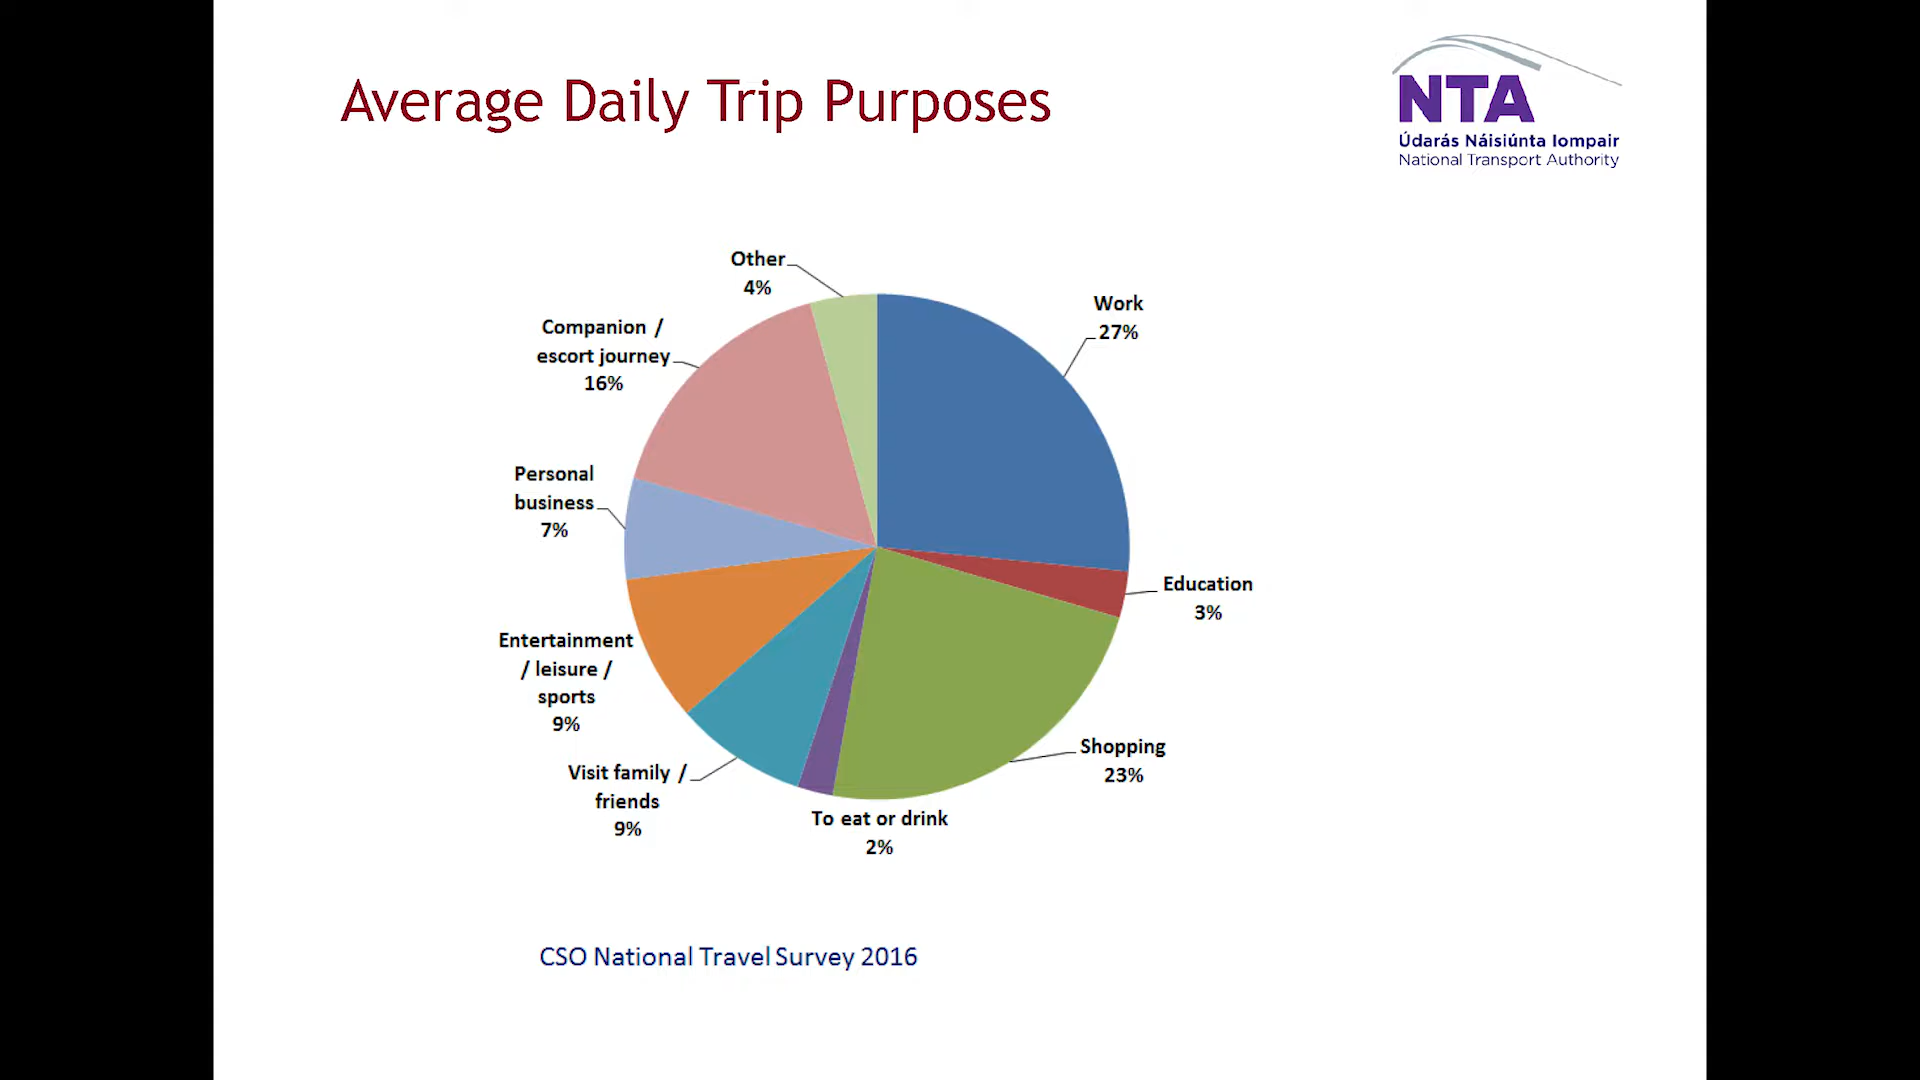 Average Daily Trip Purposes
NTA
Údarás Náisiúnta Iompair
National Transport Authority
Other
4%
Work
27%
Companion /
escort journey
16%
Personal
business
7%
Education
3%
Entertainment
/ leisure /
sports
9%
Shopping
23%
Visit family /
friends
9%
To eat or drink
2%
CSO National Travel Survey 2016